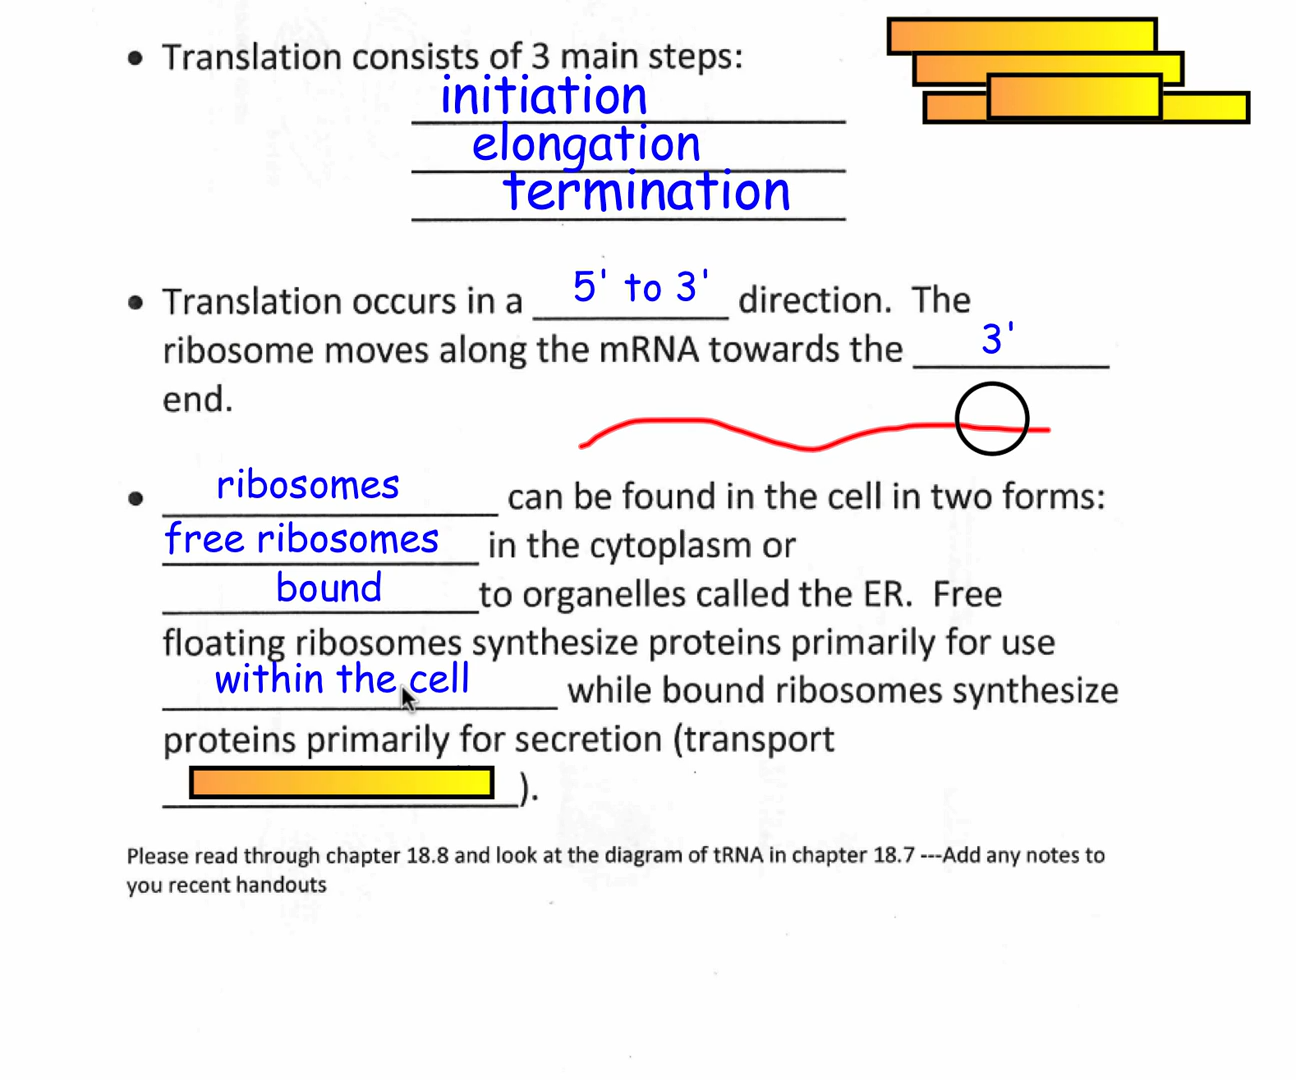 • Translation consists of 3 main steps:
initiation
elongation
termination
• Translation occurs in a 5' to 3' direction. The
ribosome moves along the mRNA towards the 3'
end.
• ribosomes can be found in the cell in two forms:
free ribosomes in the cytoplasm or
bound to organelles called the ER. Free
floating ribosomes synthesize proteins primarily for use
within the cell while bound ribosomes synthesize
proteins primarily for secretion (transport
).
Please read through chapter 18.8 and look at the diagram of tRNA in chapter 18.7 ---Add any notes to
you recent handouts